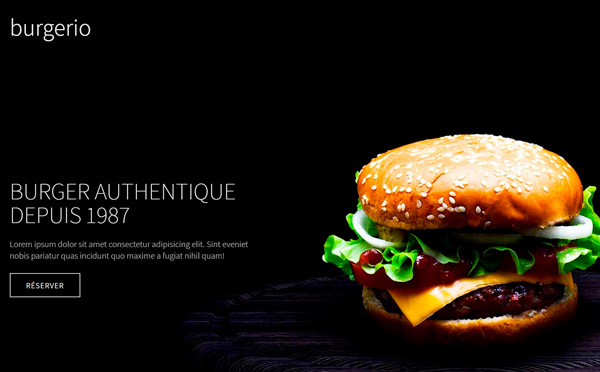 burgerio
BURGER AUTHENTIQUE
DEPUIS 1987
Lorem ipsum dolor sit amet consectetur adipisicing elit. Sint eveniet
nobis pariatur quas incidunt quo maxime a fugiat nihil quam!
RÉSERVER